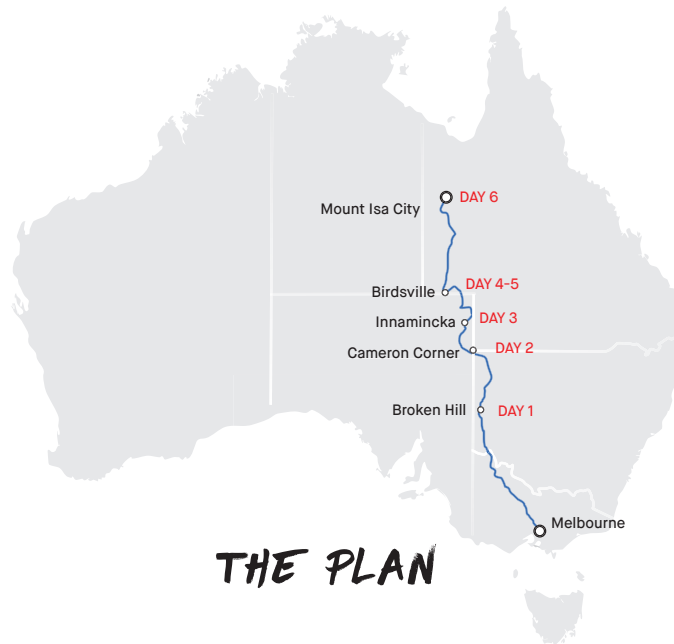 Mount Isa City DAY 6
Birdsville DAY 4-5
Innamincka DAY 3
Cameron Corner DAY 2
Broken Hill DAY 1
Melbourne
THE PLAN